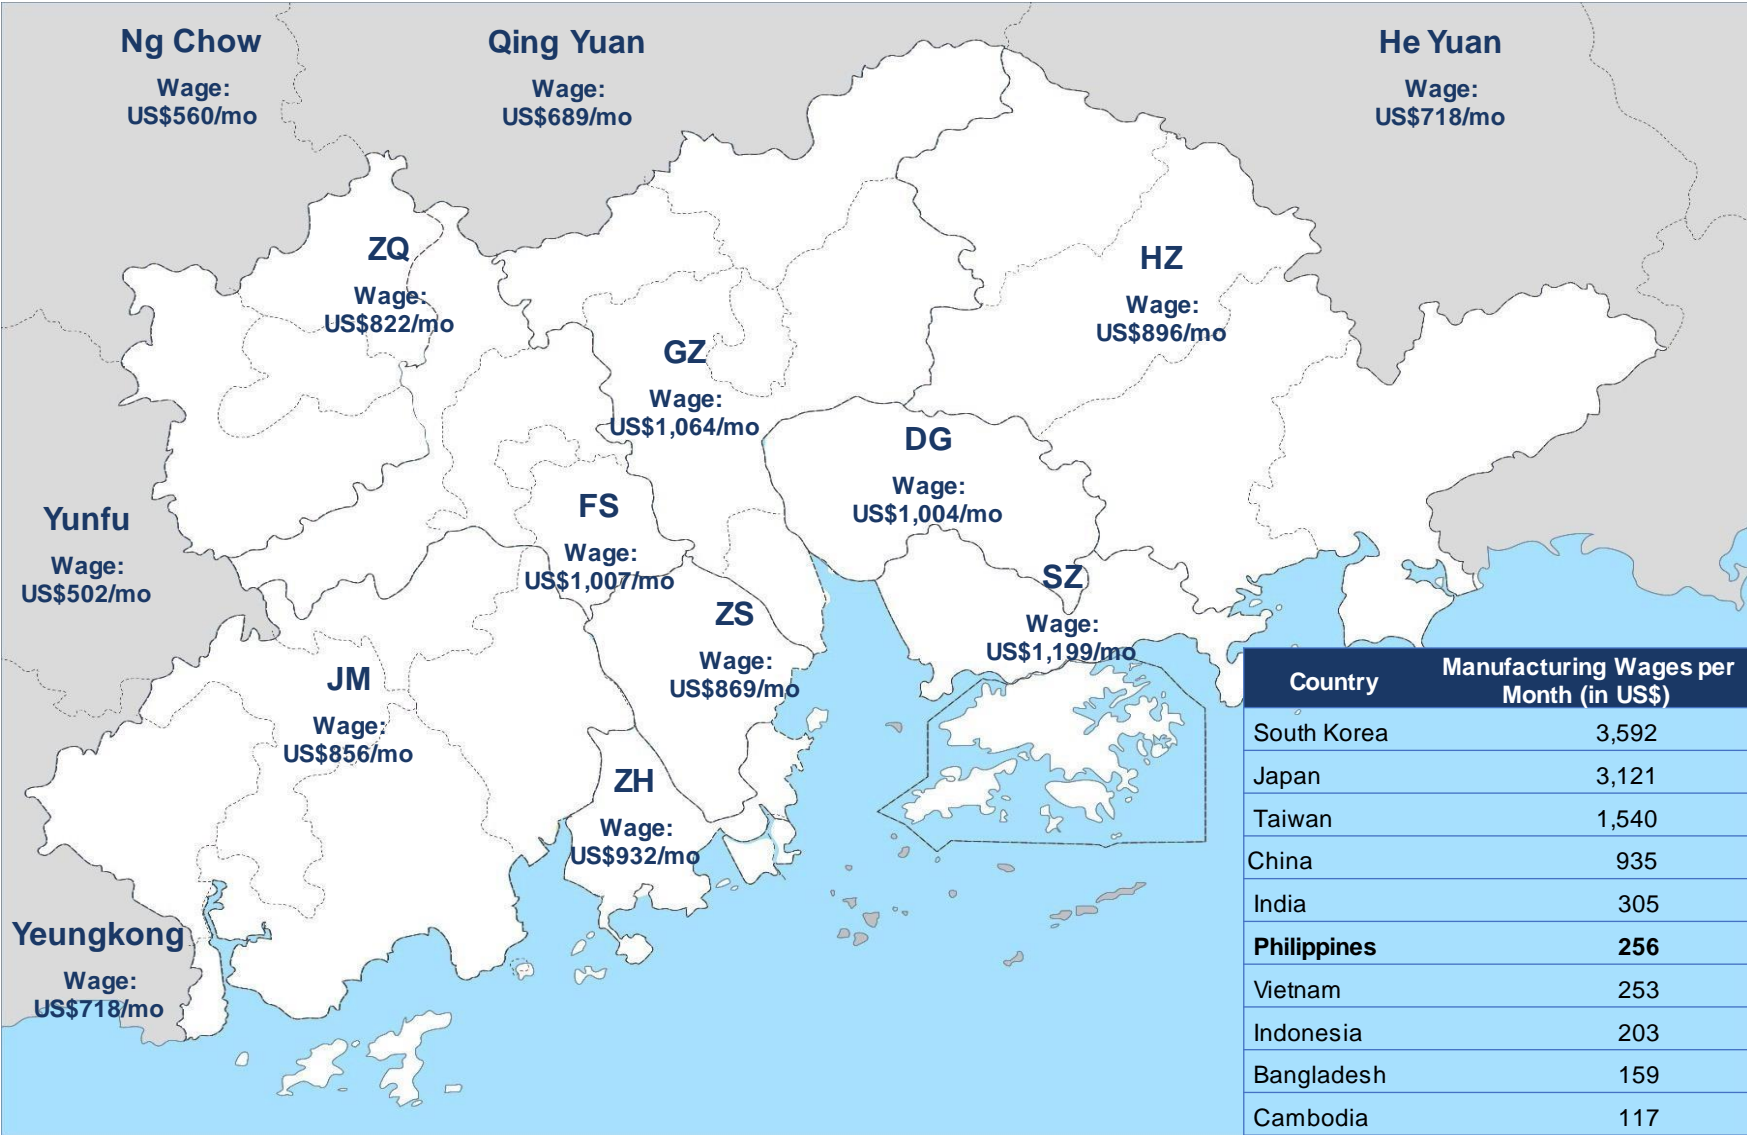 Ng Chow
Wage:
US$560/mo
Qing Yuan
Wage:
US$689/mo
He Yuan
Wage:
US$718/mo
ZQ
Wage:
US$822/mo
HZ
Wage:
US$896/mo
GZ
Wage:
US$1,064/mo
DG
Wage:
US$1,004/mo
FS
Wage:
US$1,007/mo
Yunfu
Wage:
US$502/mo
SZ
Wage:
US$1,199/mo
ZS
Wage:
US$869/mo
JM
Wage:
US$856/mo
ZH
Wage:
US$932/mo
Yeungkong
Wage:
US$718/mo
Country Manufacturing Wages per
Month (in US$)
South Korea 3,592
Japan 3,121
Taiwan 1,540
China 935
India 305
Philippines 256
Vietnam 253
Indonesia 203
Bangladesh 159
Cambodia 117